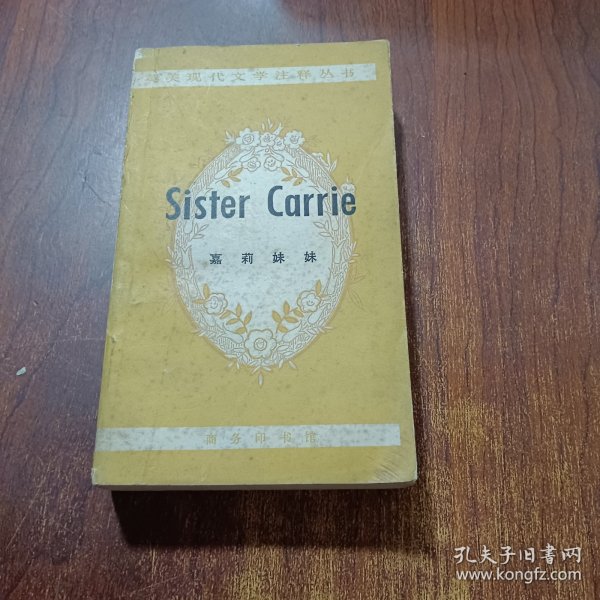 英美现代文学注释丛书
Sister Carrie
嘉莉妹妹
商务印书馆
孔夫子旧书网
www.kongfz.com